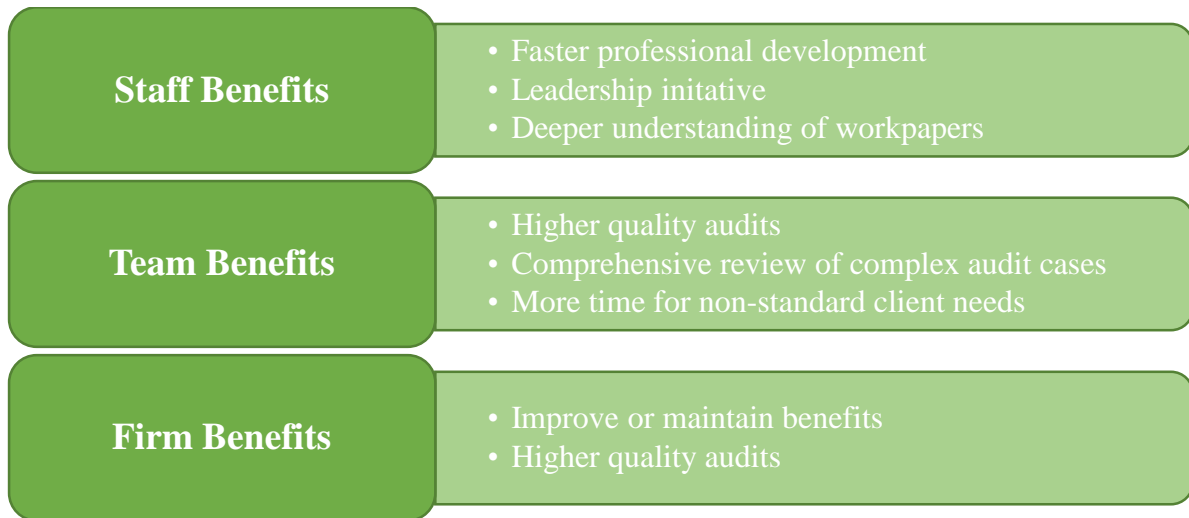 Staff Benefits
• Faster professional development
• Leadership initative
• Deeper understanding of workpapers
Team Benefits
• Higher quality audits
• Comprehensive review of complex audit cases
• More time for non-standard client needs
Firm Benefits
• Improve or maintain benefits
• Higher quality audits